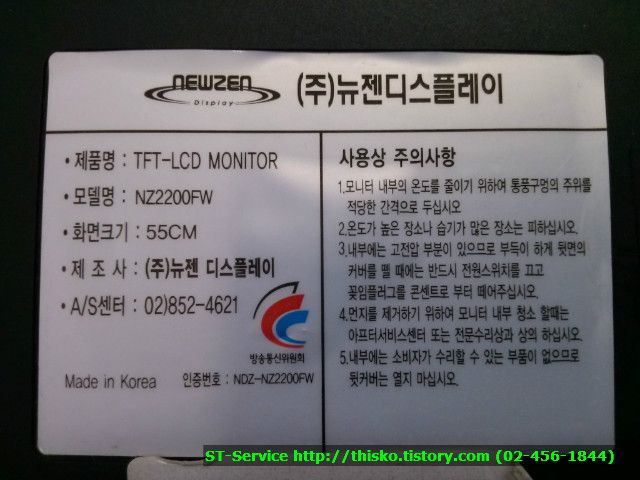 NEWZEN
Display
(주)뉴젠디스플레이
• 제품명 : TFT-LCD MONITOR
• 모델명 : NZ2200FW
• 화면크기 : 55CM
• 제 조 사 : (주)뉴젠 디스플레이
• A/S센터 : 02)852-4621
방송통신위원회
Made in Korea 인증번호 : NDZ-NZ2200FW
사용상 주의사항
1.모니터 내부의 온도를 줄이기 위하여 통풍구멍의 주위를
적당한 간격으로 두십시오
2.온도가 높은 장소나 습기가 많은 장소는 피하십시오.
3.내부에는 고전압 부분이 있으므로 부득이 하게 뒷면의
커버를 뗄 때에는 반드시 전원스위치를 끄고
꽂임플러그를 콘센트로 부터 떼어주십시오.
4.먼지를 제거하기 위하여 모니터 내부 청소 할때는
아프터서비스센터 또는 전문수리상과 상의 하십시오.
5.내부에는 소비자가 수리할 수 있는 부품이 없으므로
뒷커버는 열지 마십시오.
ST-Service http://thisko.tistory.com (02-456-1844)